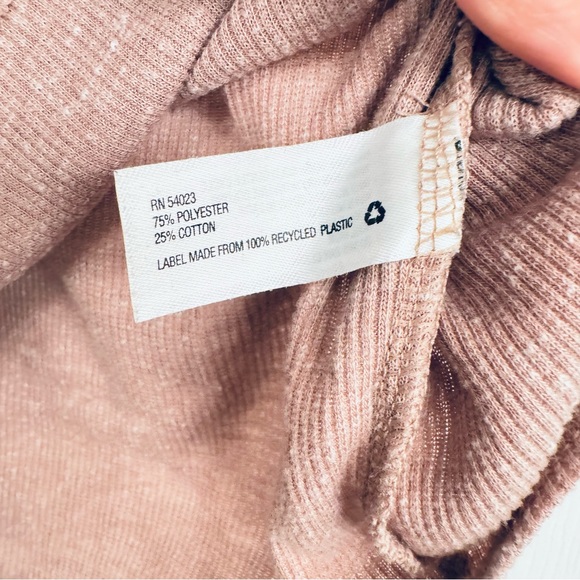 RN 54023
75% POLYESTER
25% COTTON
LABEL MADE FROM 100% RECYCLED PLASTIC